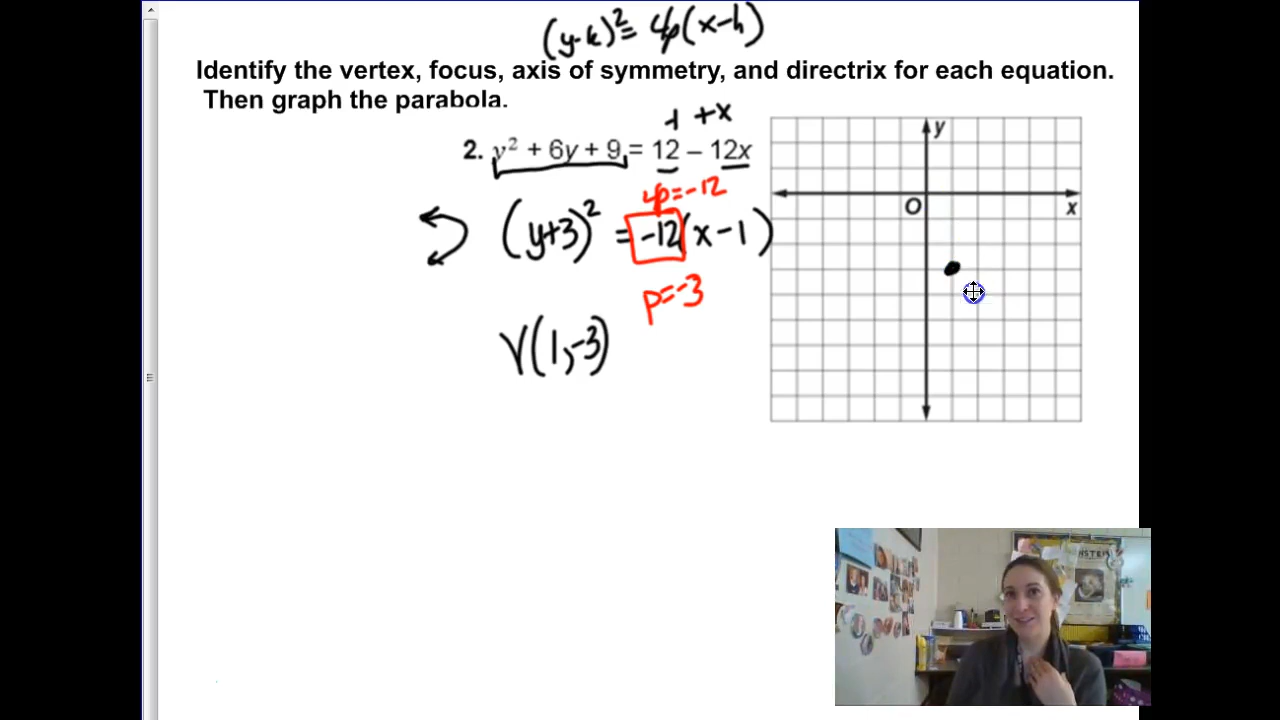 (y-k)² = 4p(x-h)
Identify the vertex, focus, axis of symmetry, and directrix for each equation.
Then graph the parabola.
-1 +x
2. y² + 6y + 9 = 12 – 12x
4p=-12
(y+3)² = -12(x-1)
p=-3
V(1,-3)
y
O
x